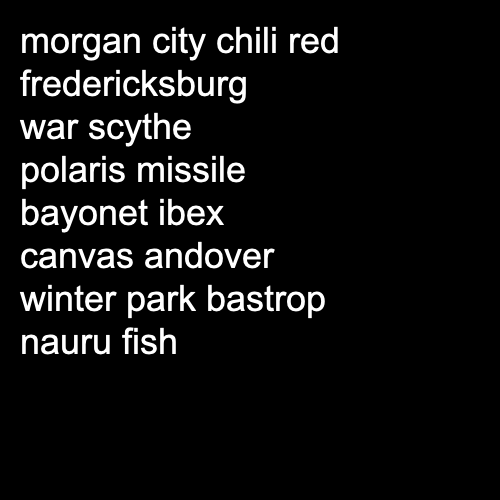 morgan city chili red
fredericksburg
war scythe
polaris missile
bayonet ibex
canvas andover
winter park bastrop
nauru fish